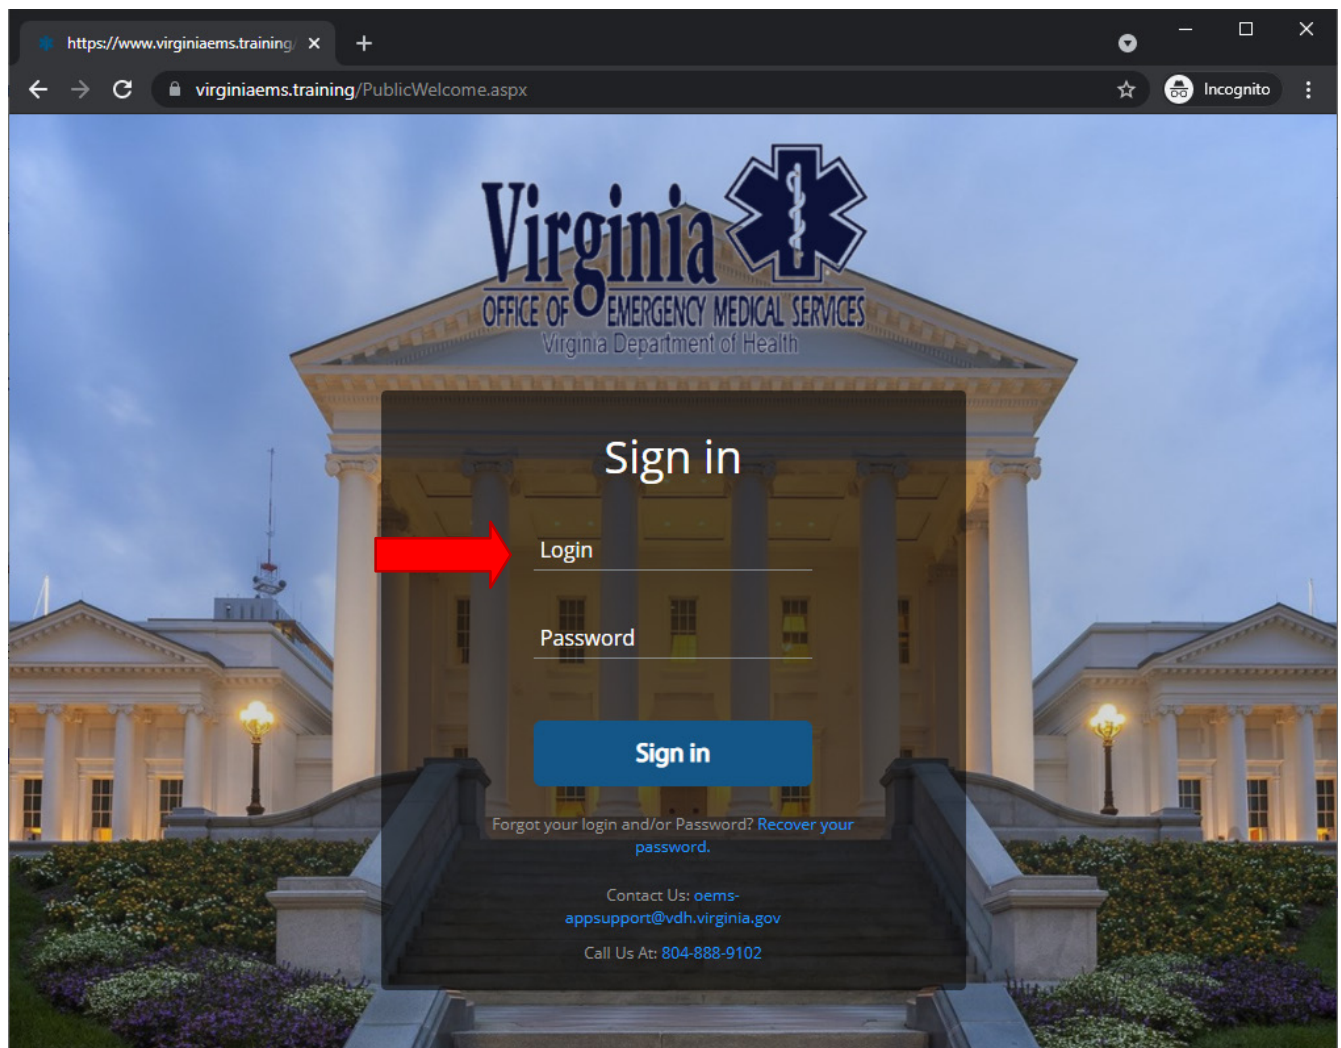 https://www.virginiaems.training/
virginiaems.training/PublicWelcome.aspx
Incognito
Virginia
OFFICE OF EMERGENCY MEDICAL SERVICES
Virginia Department of Health
Sign in
Login
Password
Sign in
Forgot your login and/or Password? Recover your
password.
Contact Us: oems-
appsupport@vdh.virginia.gov
Call Us At: 804-888-9102